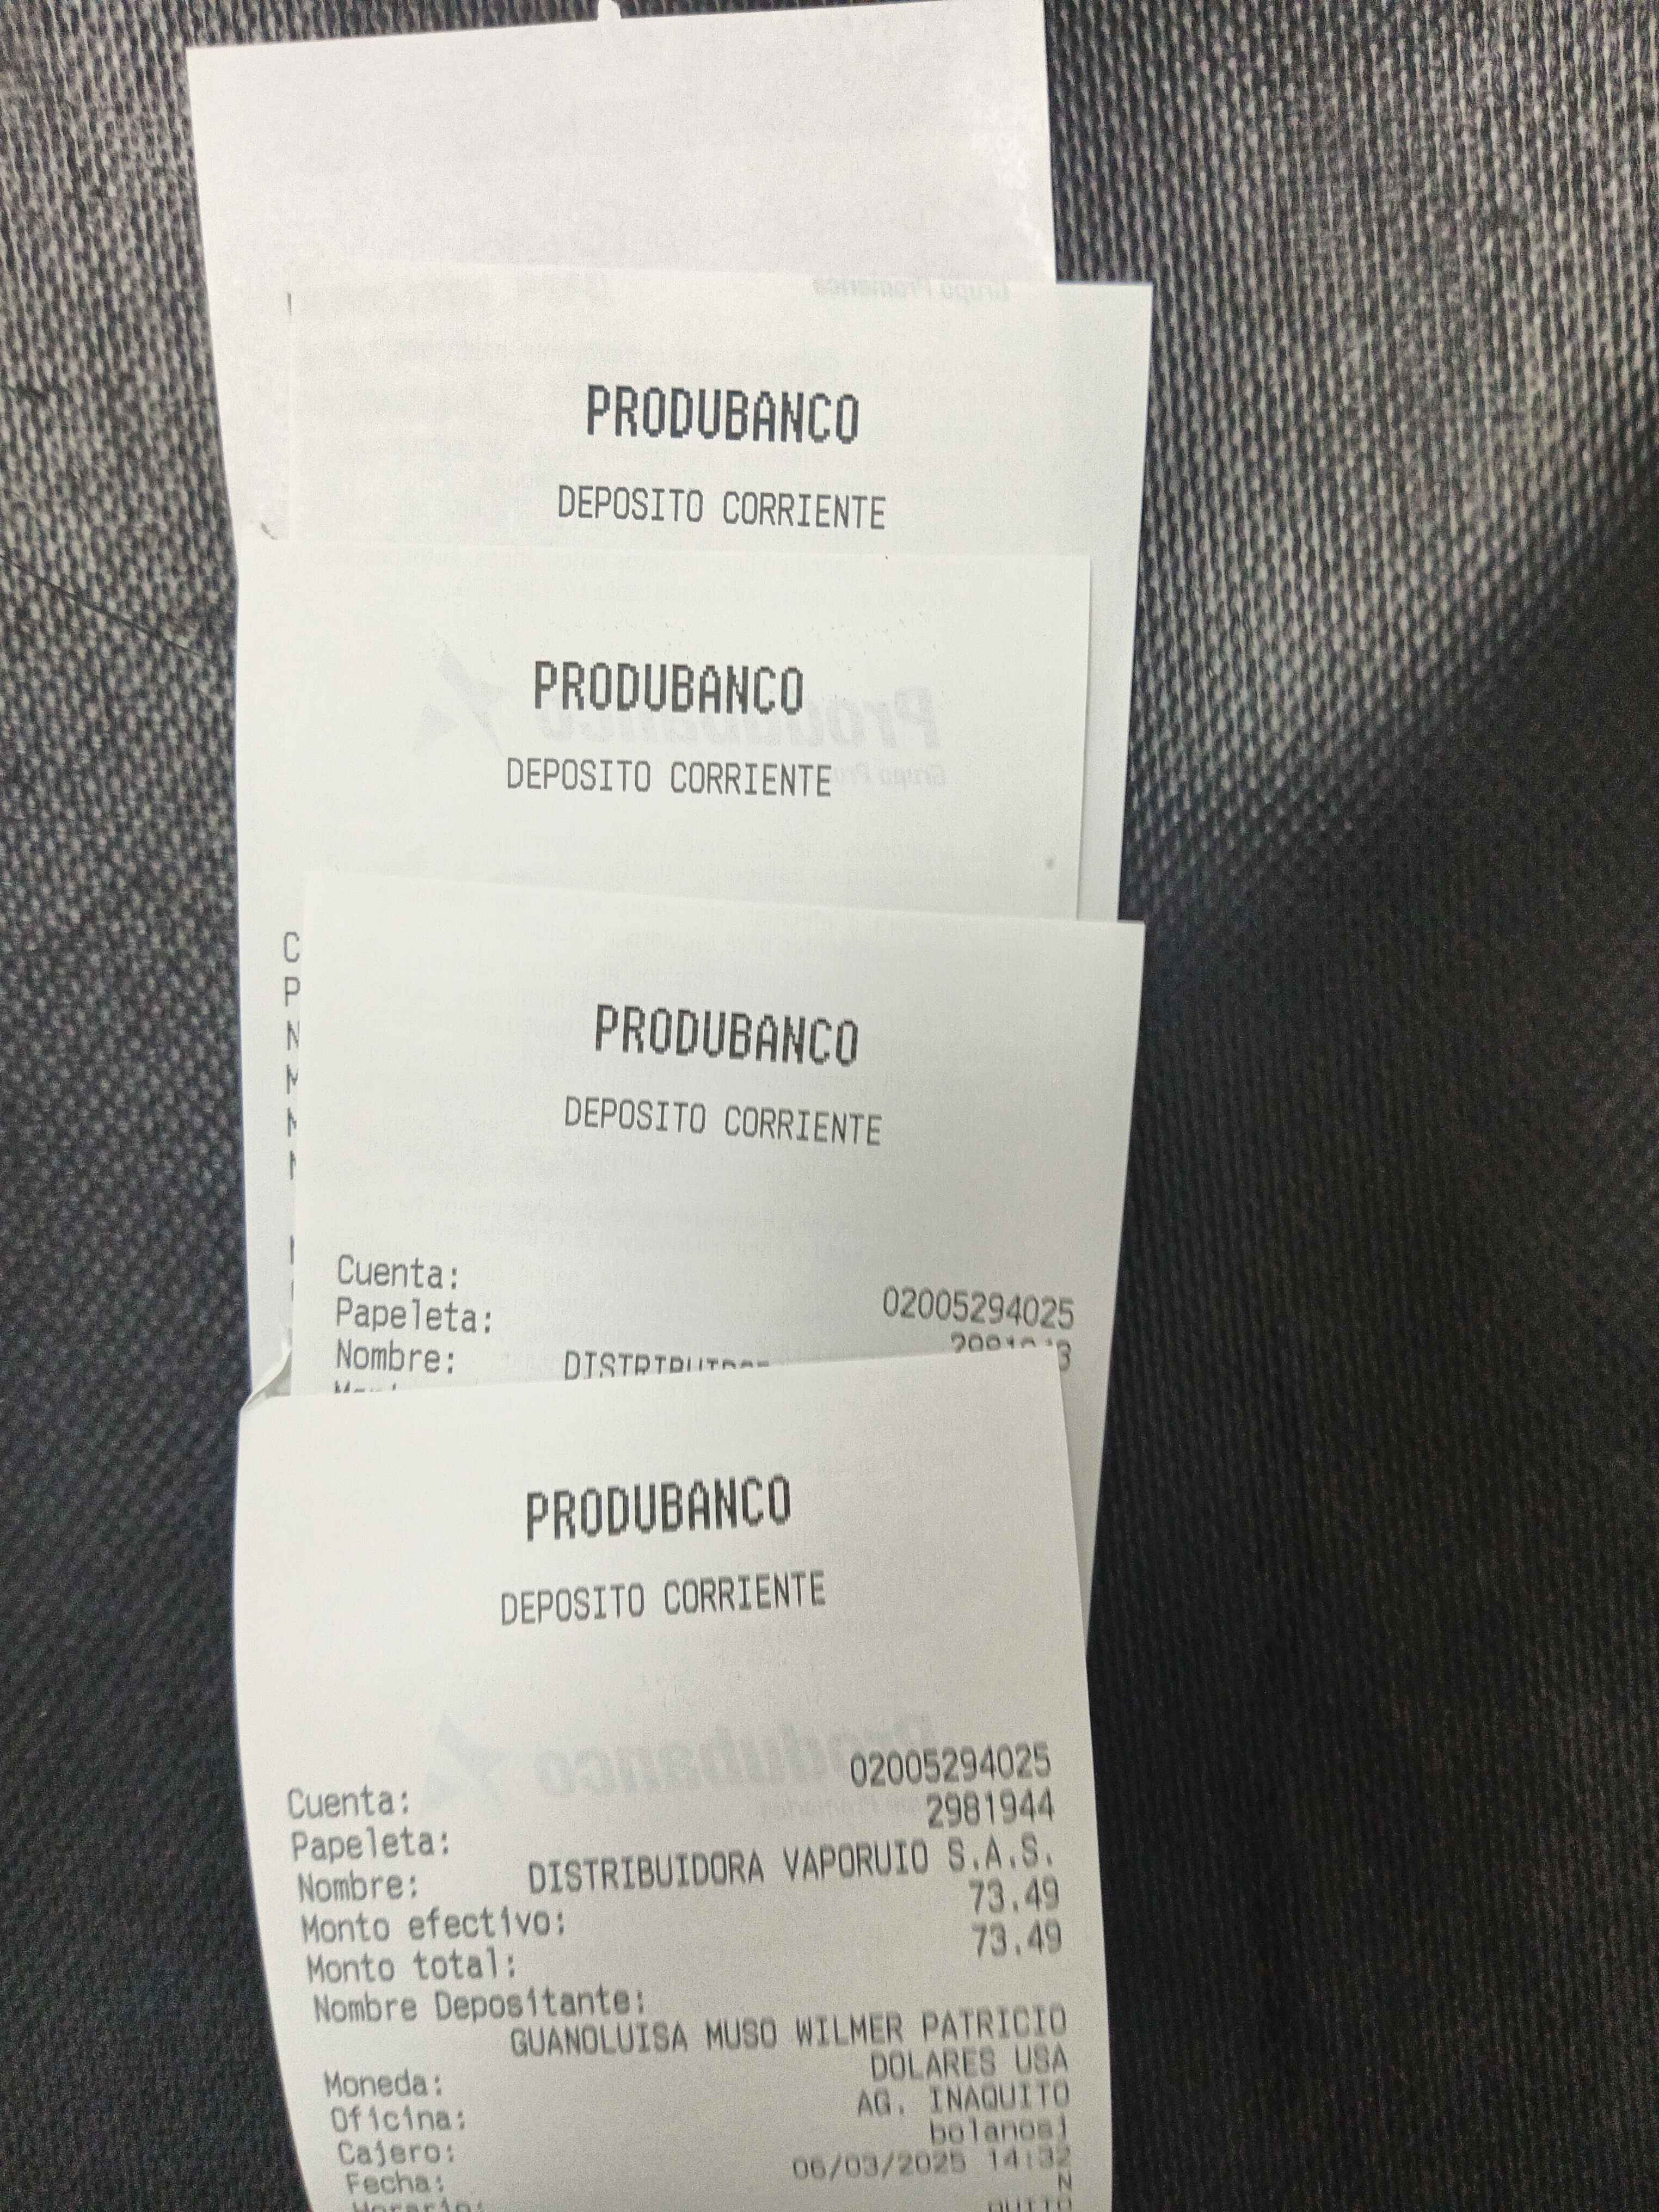 PRODUBANCO
DEPOSITO CORRIENTE
PRODUBANCO
DEPOSITO CORRIENTE
C
P
N
M
PRODUBANCO
DEPOSITO CORRIENTE
Cuenta: 02005294025
Papeleta:
Nombre:
PRODUBANCO
DEPOSITO CORRIENTE
Cuenta: 02005294025
Papeleta: 2981944
Nombre: DISTRIBUIDORA VAPORUIO S.A.S.
Monto efectivo: 73.49
Monto total: 73.49
Nombre Depositante:
GUANOLUISA MUSO WILMER PATRICIO
Moneda: DOLARES USA
Oficina: AG. INAQUITO
Cajero: bolanosj
Fecha: 06/03/2025 14:32
Horario: N
QUITO